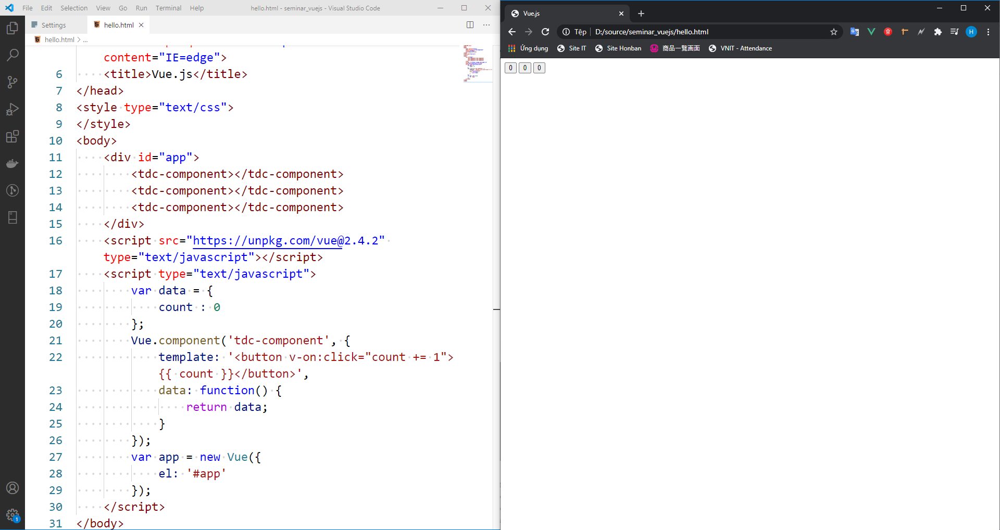 File Edit Selection View Go Run Terminal Help hello.html - seminar_vuejs - Visual Studio Code
Settings hello.html
hello.html > ...
content="IE=edge">
6 <title>Vue.js</title>
7 </head>
8 <style type="text/css">
9 </style>
10 <body>
11 <div id="app">
12 <tdc-component></tdc-component>
13 <tdc-component></tdc-component>
14 <tdc-component></tdc-component>
15 </div>
16 <script src="https://unpkg.com/vue@2.4.2"
type="text/javascript"></script>
17 <script type="text/javascript">
18 var data = {
19 count : 0
20 };
21 Vue.component('tdc-component', {
22 template: '<button v-on:click="count += 1">
{{ count }}</button>',
23 data: function() {
24 return data;
25 }
26 });
27 var app = new Vue({
28 el: '#app'
29 });
30 </script>
31 </body>
1
Vue.js
Tệp D:/source/seminar_vuejs/hello.html
H
Ứng dụng Site IT Site Honban 商品一覧画面 VNIT - Attendance
0 0 0